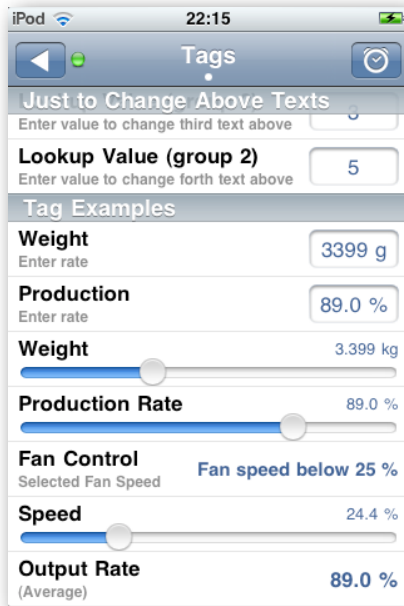 iPod
22:15
Tags
Just to Change Above Texts
Enter value to change third text above
3
Lookup Value (group 2)
Enter value to change forth text above
5
Tag Examples
Weight
Enter rate
3399 g
Production
Enter rate
89.0 %
Weight
3.399 kg
Production Rate
89.0 %
Fan Control
Selected Fan Speed
Fan speed below 25 %
Speed
24.4 %
Output Rate
(Average)
89.0 %